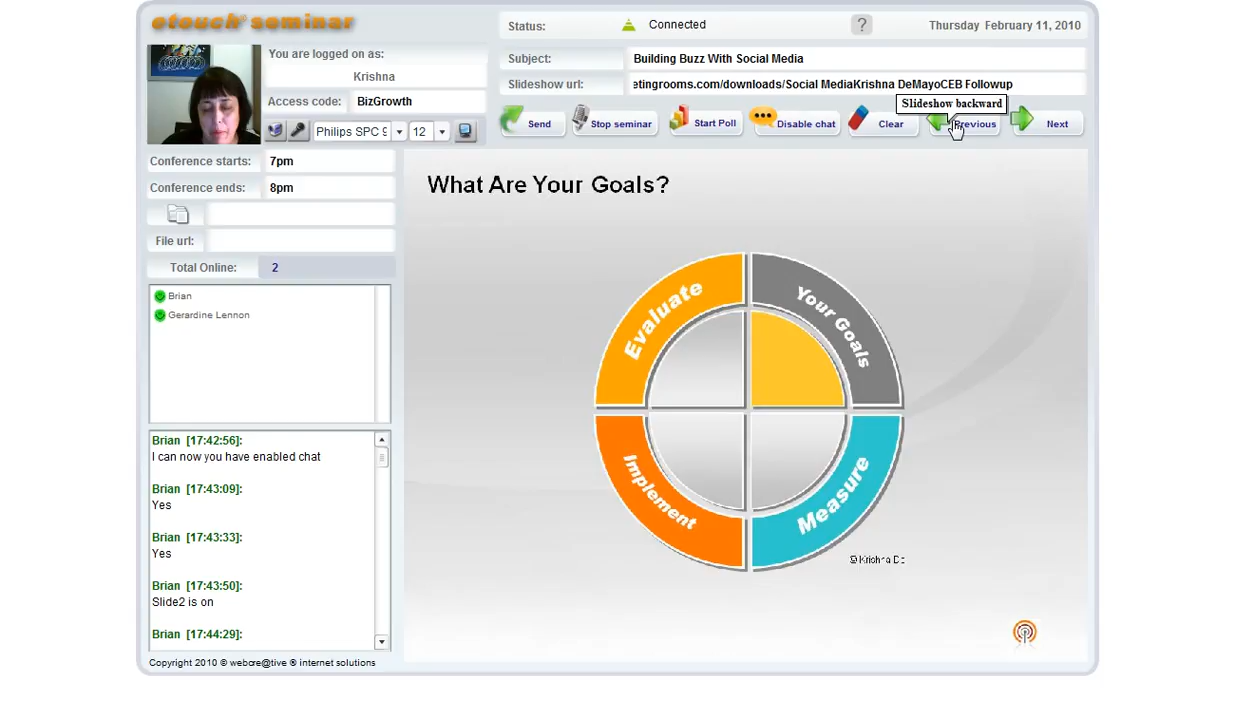 etouch® seminar
Status:
Connected
?
Thursday February 11, 2010
You are logged on as:
Krishna
Access code:
BizGrowth
Philips SPC 9
12
Subject:
Building Buzz With Social Media
Slideshow url:
etingrooms.com/downloads/Social MediaKrishna DeMayoCEB Followup
Slideshow backward
Send
Stop seminar
Start Poll
Disable chat
Clear
Previous
Next
Conference starts:
7pm
Conference ends:
8pm
File url:
Total Online:
2
Brian
Gerardine Lennon
Brian [17:42:56]:
I can now you have enabled chat
Brian [17:43:09]:
Yes
Brian [17:43:33]:
Yes
Brian [17:43:50]:
Slide2 is on
Brian [17:44:29]:
Copyright 2010 © webcre@tive ® internet solutions
What Are Your Goals?
Evaluate
Your Goals
Implement
Measure
© Krishna De